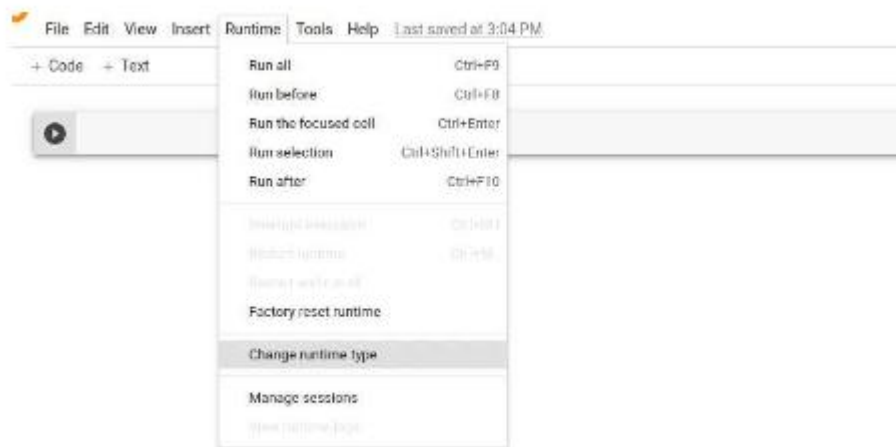 File Edit View Insert Runtime Tools Help Last saved at 3:04 PM
+ Code + Text
Run all Ctrl+F9
Run before Ctrl+F8
Run the focused cell Ctrl+Enter
Run selection Ctrl+Shift+Enter
Run after Ctrl+F10
Factory reset runtime
Change runtime type
Manage sessions